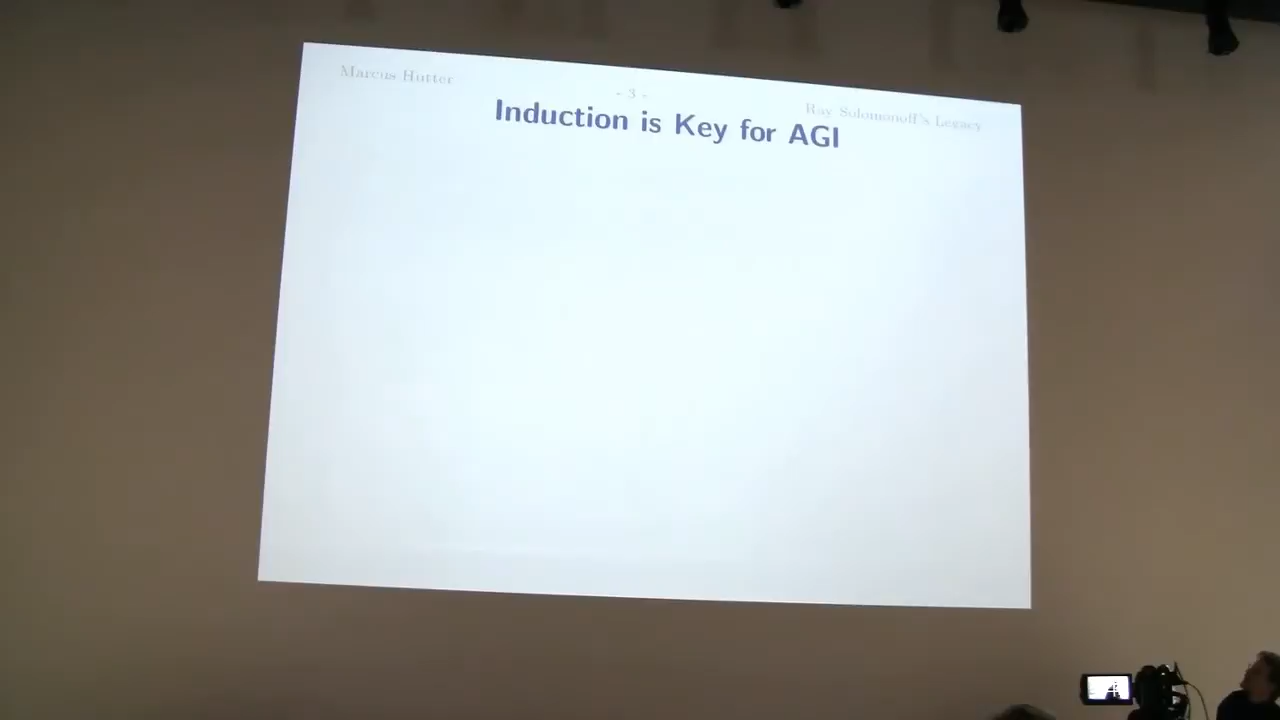 Marcus Hutter
- 3 -
Ray Solomonoff's Legacy
Induction is Key for AGI